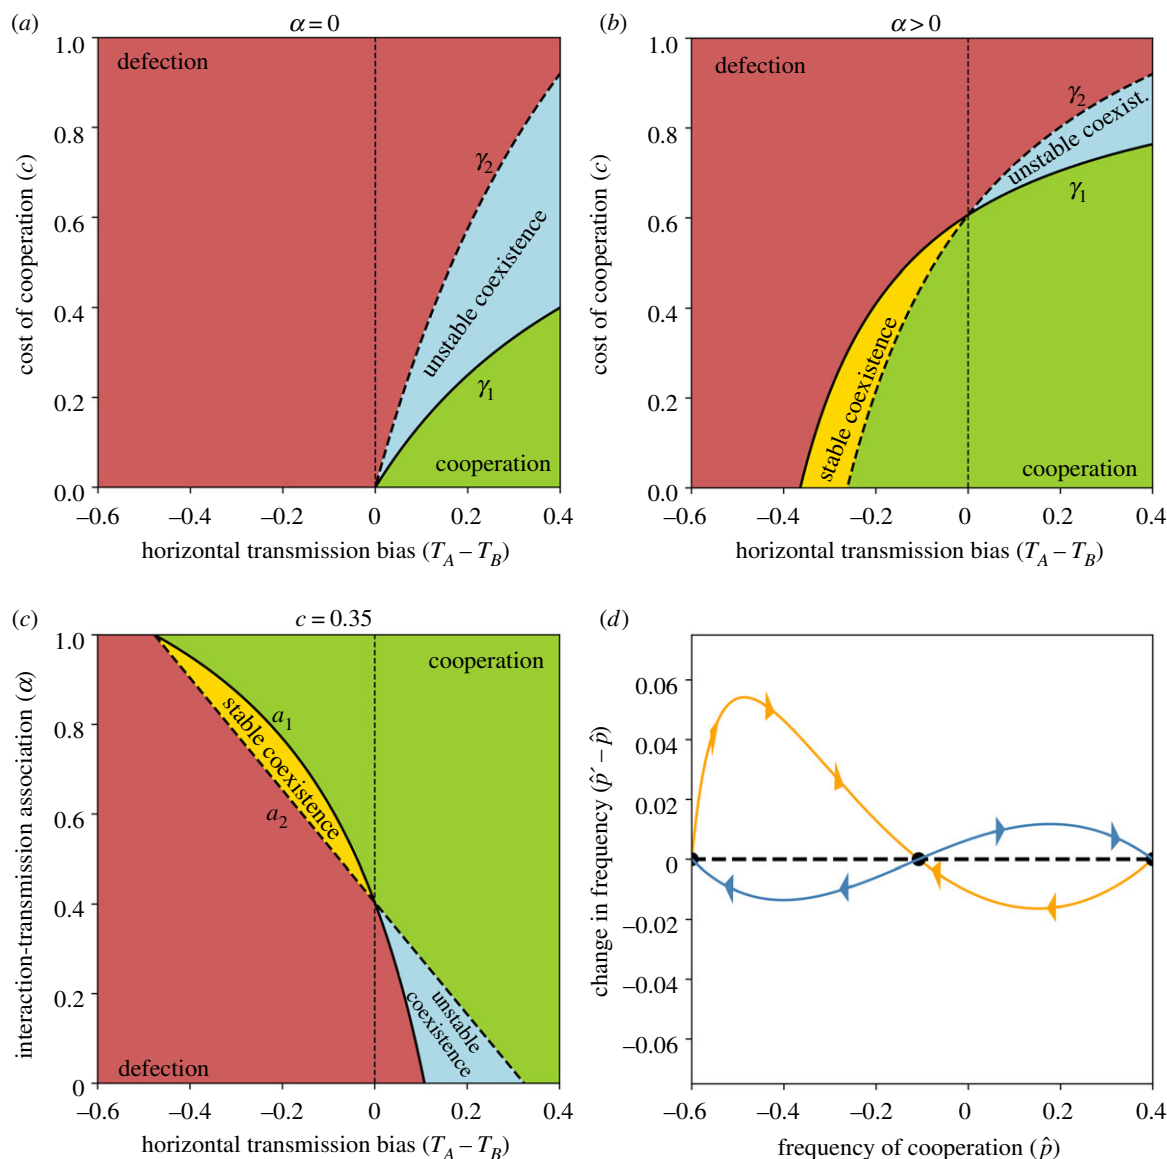 (a)
α = 0
1.0
0.8
0.6
0.4
0.2
0.0
cost of cooperation (c)
defection
γ2
unstable coexistence
γ1
cooperation
–0.6
–0.4
–0.2
0
0.2
0.4
horizontal transmission bias (TA – TB)
(b)
α > 0
1.0
0.8
0.6
0.4
0.2
0.0
cost of cooperation (c)
defection
γ2
unstable coexist.
γ1
stable coexistence
cooperation
–0.6
–0.4
–0.2
0
0.2
0.4
horizontal transmission bias (TA – TB)
(c)
c = 0.35
1.0
0.8
0.6
0.4
0.2
0
interaction-transmission association (α)
cooperation
a1
stable coexistence
a2
unstable
coexistence
defection
–0.6
–0.4
–0.2
0
0.2
0.4
horizontal transmission bias (TA – TB)
(d)
0.06
0.04
0.02
0
–0.02
–0.04
–0.06
change in frequency (p̂′ – p̂)
–0.6
–0.4
–0.2
0
0.2
0.4
frequency of cooperation (p̂)